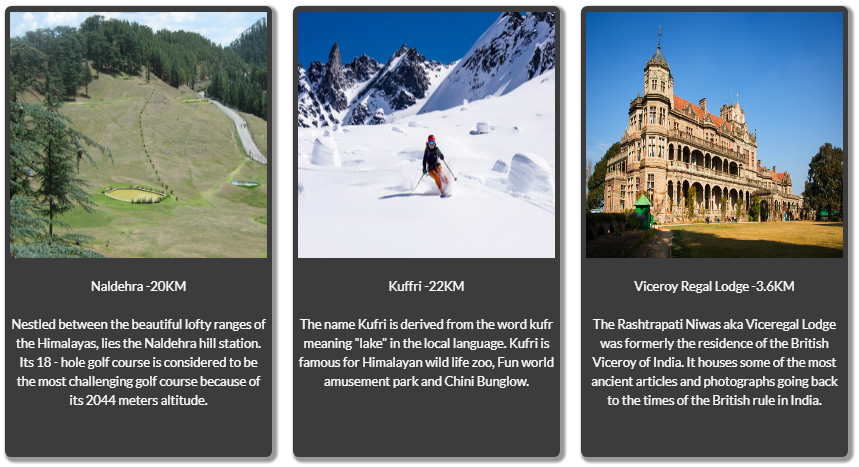 Naldehra -20KM
Nestled between the beautiful lofty ranges of
the Himalayas, lies the Naldehra hill station.
Its 18 - hole golf course is considered to be
the most challenging golf course because of
its 2044 meters altitude.
Kuffri -22KM
The name Kufri is derived from the word kufr
meaning "lake" in the local language. Kufri is
famous for Himalayan wild life zoo, Fun world
amusement park and Chini Bunglow.
Viceroy Regal Lodge -3.6KM
The Rashtrapati Niwas aka Viceregal Lodge
was formerly the residence of the British
Viceroy of India. It houses some of the most
ancient articles and photographs going back
to the times of the British rule in India.